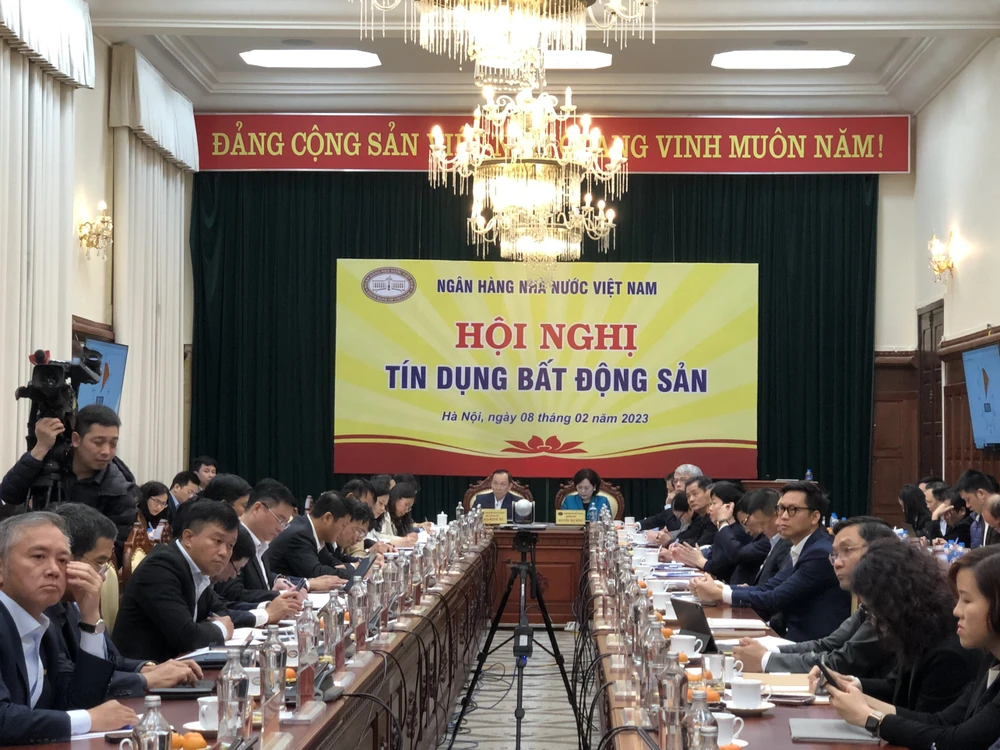 ĐẢNG CỘNG SẢN VINH MUÔN NĂM!
NGÂN HÀNG NHÀ NƯỚC VIỆT NAM
HỘI NGHỊ
TÍN DỤNG BẤT ĐỘNG SẢN
Hà Nội, ngày 08 tháng 02 năm 2023